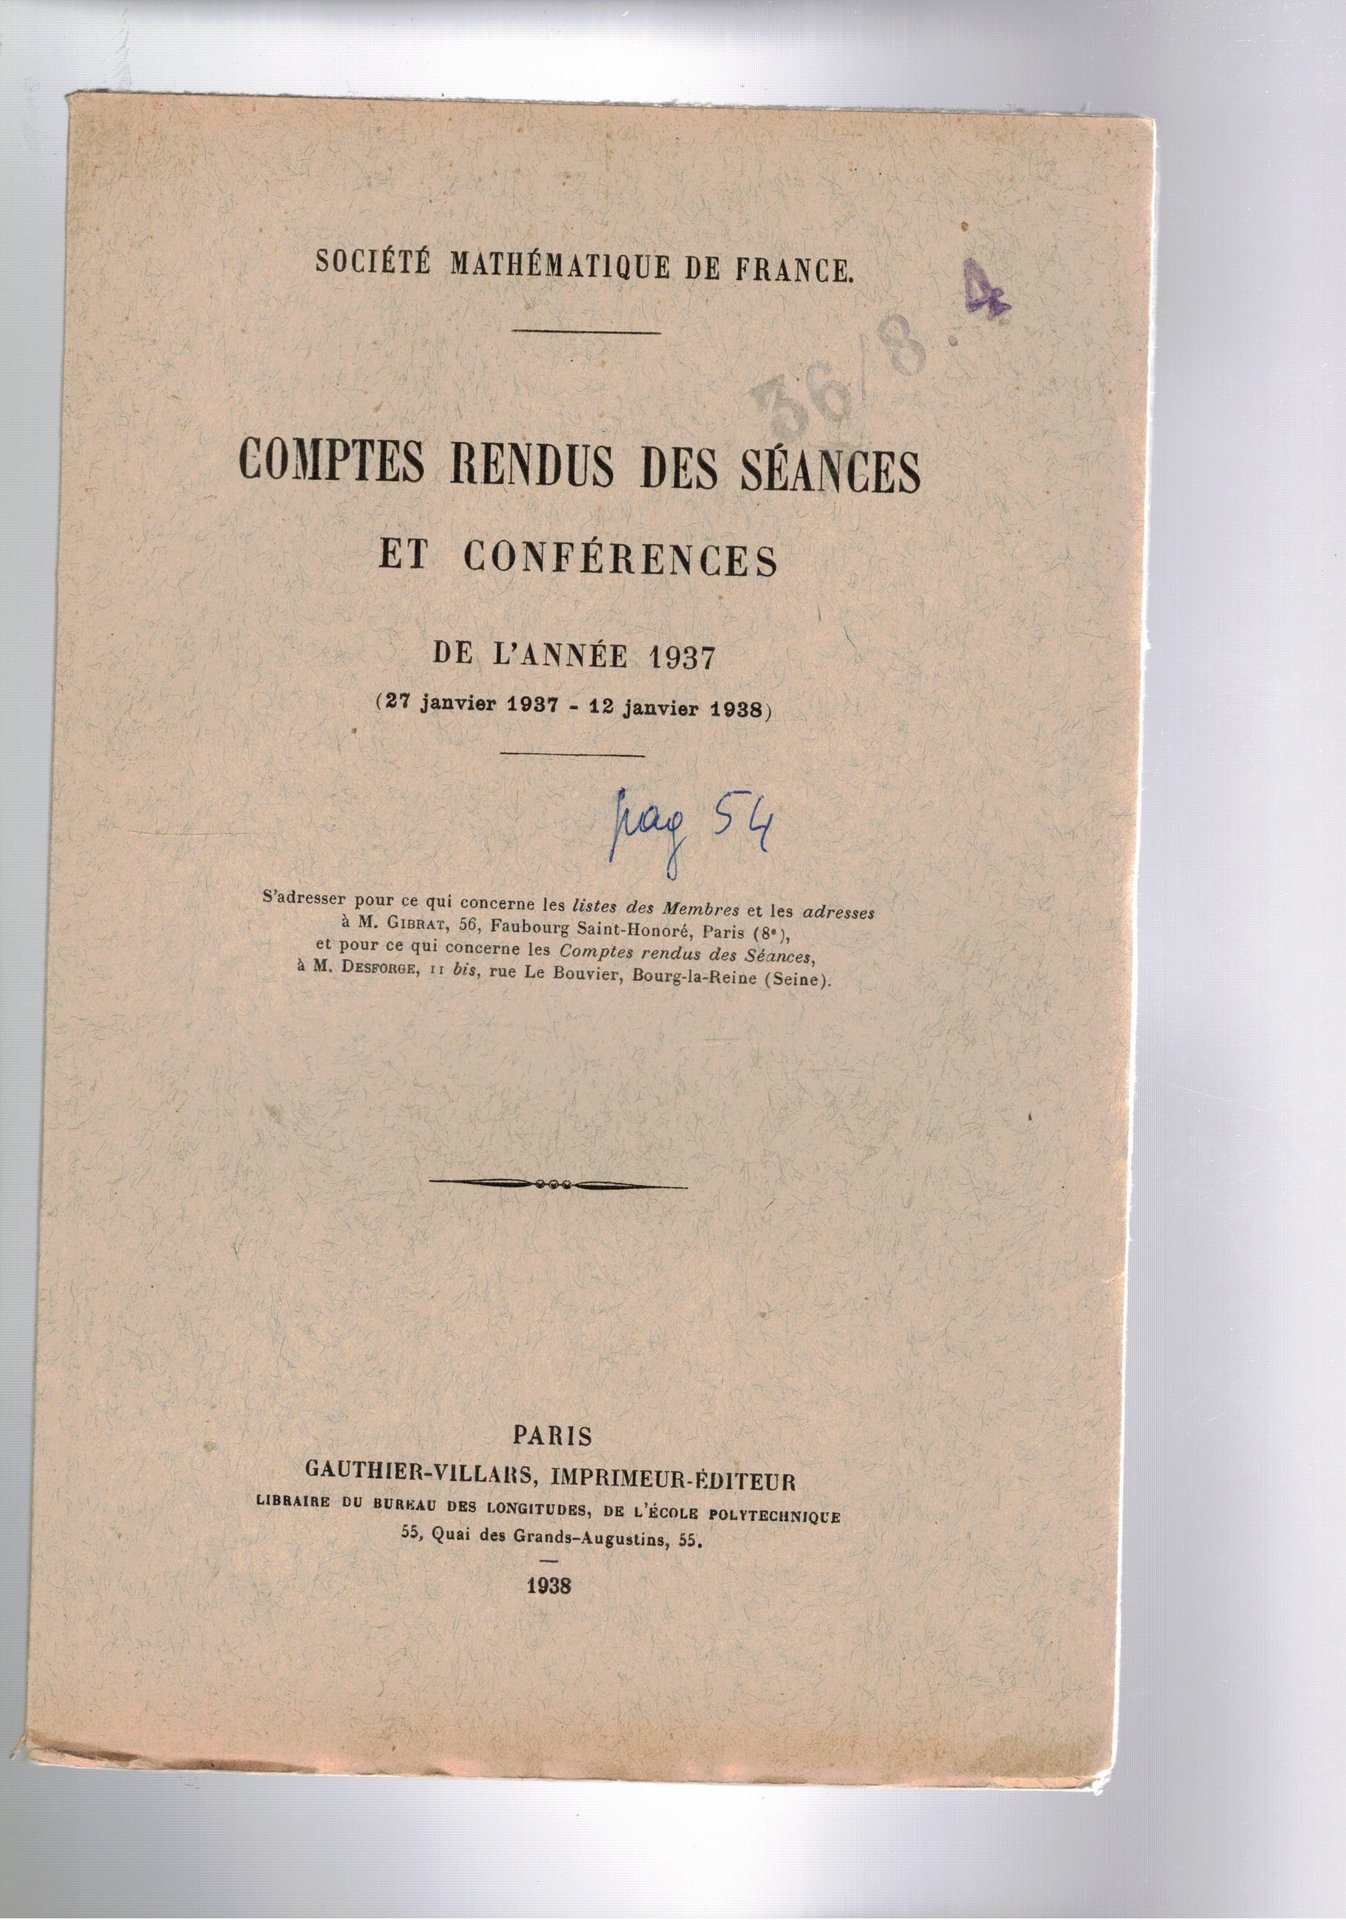 SOCIÉTÉ MATHÉMATIQUE DE FRANCE.
36/8.4
COMPTES RENDUS DES SÉANCES
ET CONFÉRENCES
DE L'ANNÉE 1937
(27 janvier 1937 - 12 janvier 1938)
pag 54
S'adresser pour ce qui concerne les listes des Membres et les adresses
à M. GIBRAT, 56, Faubourg Saint-Honoré, Paris (8e),
et pour ce qui concerne les Comptes rendus des Séances,
à M. DESFORGE, 11 bis, rue Le Bouvier, Bourg-la-Reine (Seine).
PARIS
GAUTHIER-VILLARS, IMPRIMEUR-ÉDITEUR
LIBRAIRE DU BUREAU DES LONGITUDES, DE L'ÉCOLE POLYTECHNIQUE
55, Quai des Grands-Augustins, 55.
1938